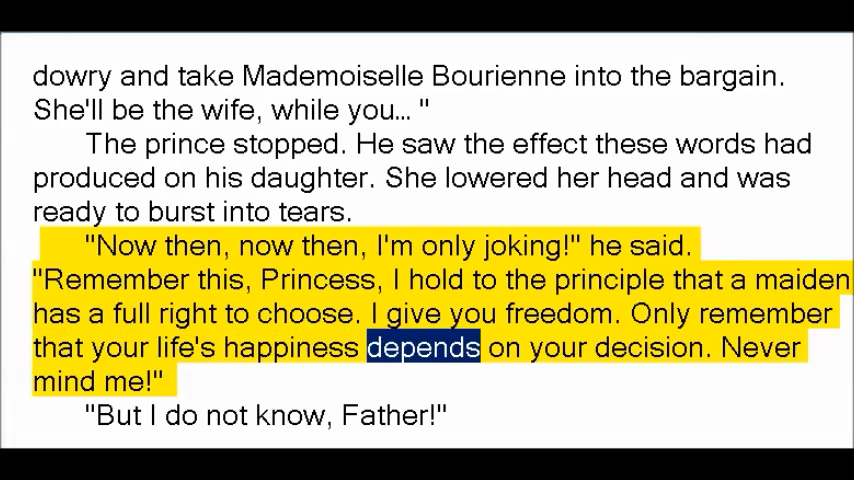 dowry and take Mademoiselle Bourienne into the bargain.
She'll be the wife, while you... "
The prince stopped. He saw the effect these words had
produced on his daughter. She lowered her head and was
ready to burst into tears.
"Now then, now then, I'm only joking!" he said.
"Remember this, Princess, I hold to the principle that a maiden
has a full right to choose. I give you freedom. Only remember
that your life's happiness depends on your decision. Never
mind me!"
"But I do not know, Father!"